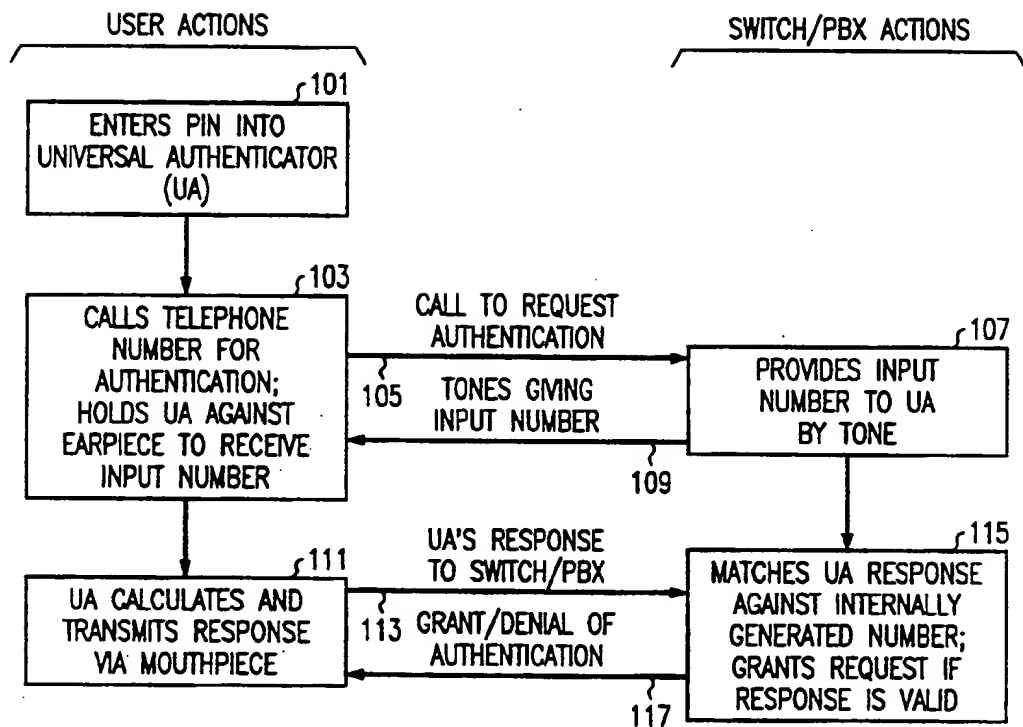 USER ACTIONS
SWITCH/PBX ACTIONS
101
ENTERS PIN INTO
UNIVERSAL AUTHENTICATOR
(UA)
103
CALLS TELEPHONE
NUMBER FOR
AUTHENTICATION;
HOLDS UA AGAINST
EARPIECE TO RECEIVE
INPUT NUMBER
CALL TO REQUEST
AUTHENTICATION
105
TONES GIVING
INPUT NUMBER
109
107
PROVIDES INPUT
NUMBER TO UA
BY TONE
111
UA CALCULATES AND
TRANSMITS RESPONSE
VIA MOUTHPIECE
UA'S RESPONSE
TO SWITCH/PBX
113
GRANT/DENIAL OF
AUTHENTICATION
117
115
MATCHES UA RESPONSE
AGAINST INTERNALLY
GENERATED NUMBER;
GRANTS REQUEST IF
RESPONSE IS VALID